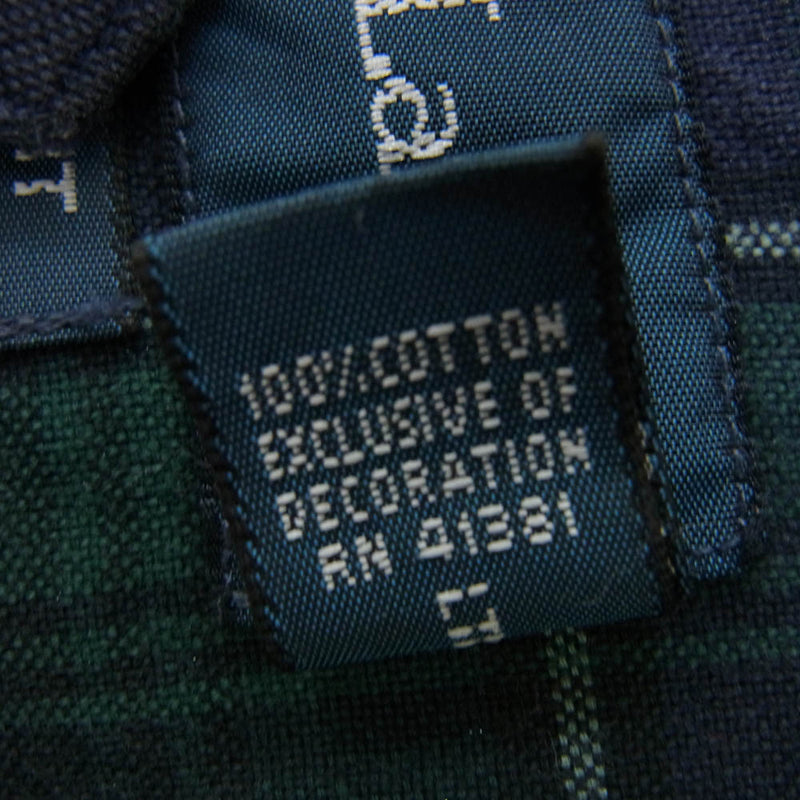 100% COTTON
EXCLUSIVE OF
DECORATION
RN 41381